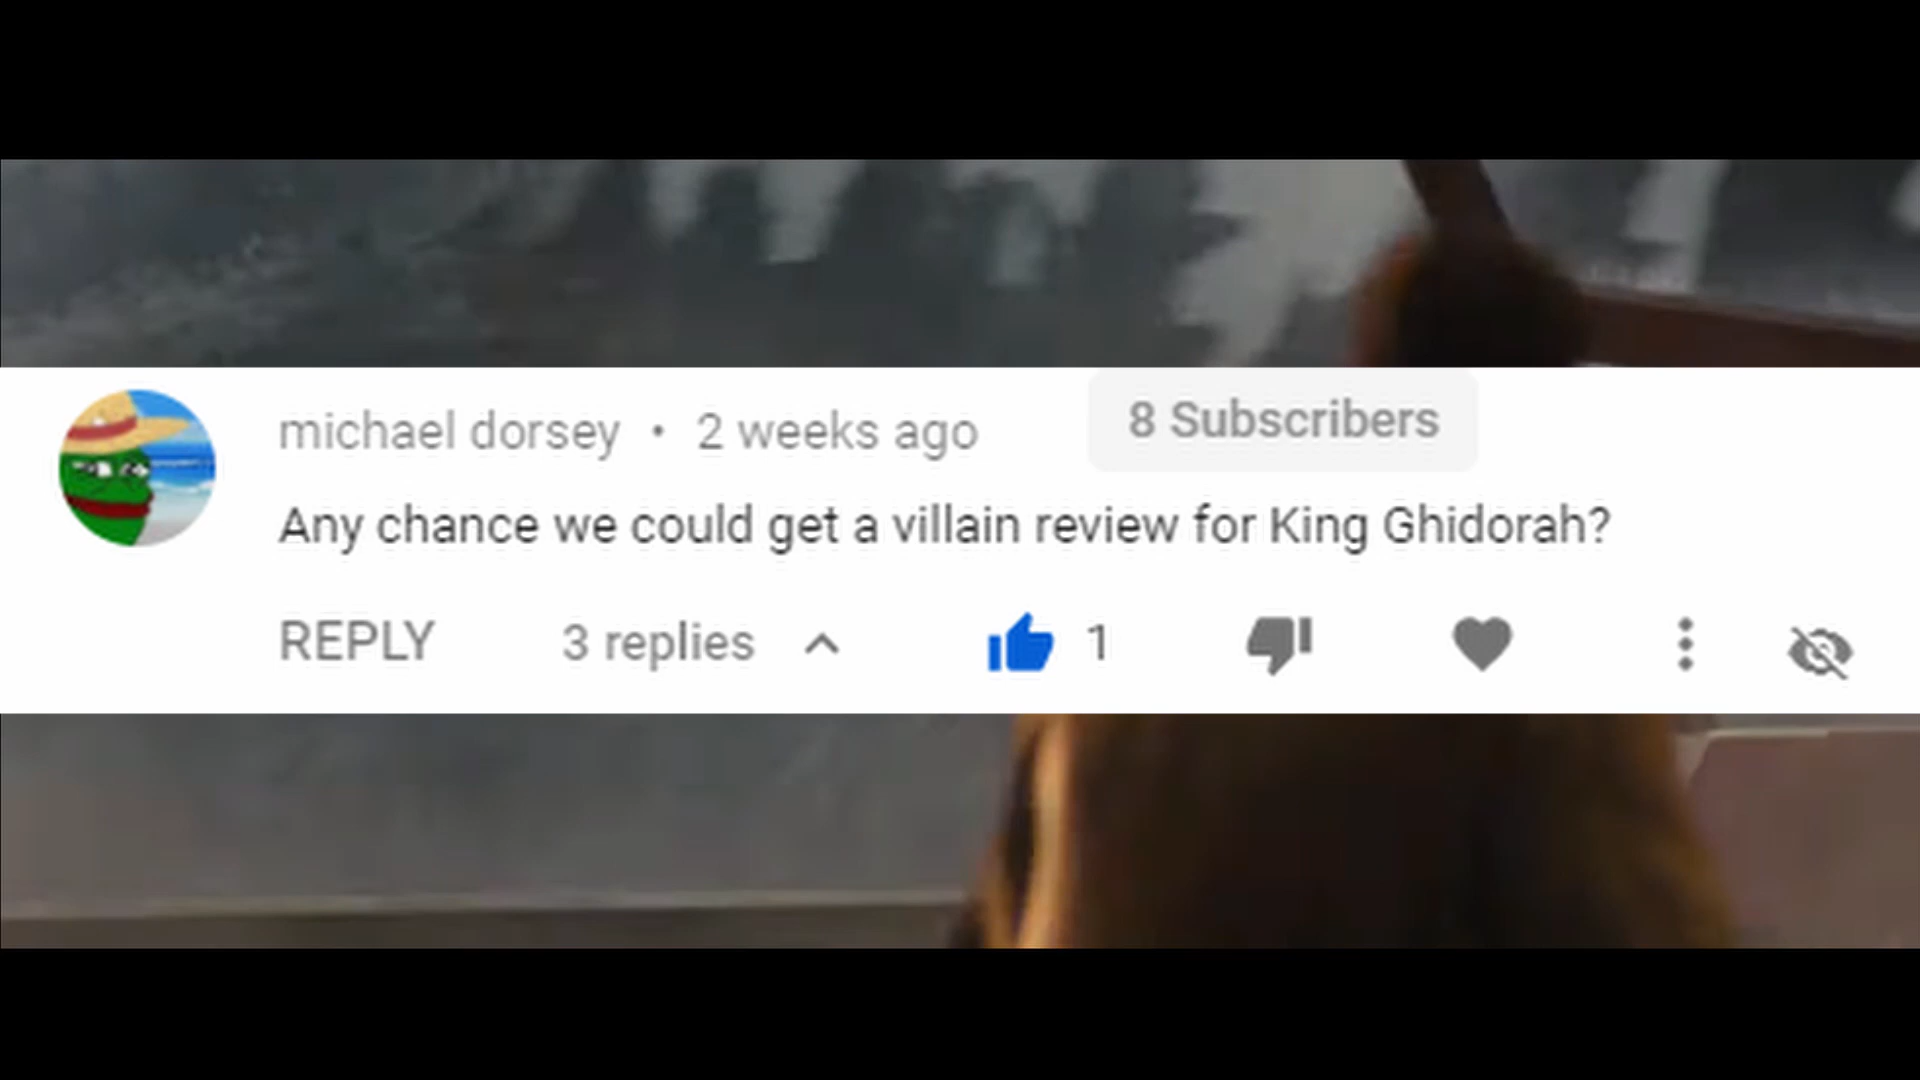 michael dorsey • 2 weeks ago 8 Subscribers
Any chance we could get a villain review for King Ghidorah?
REPLY 3 replies 1